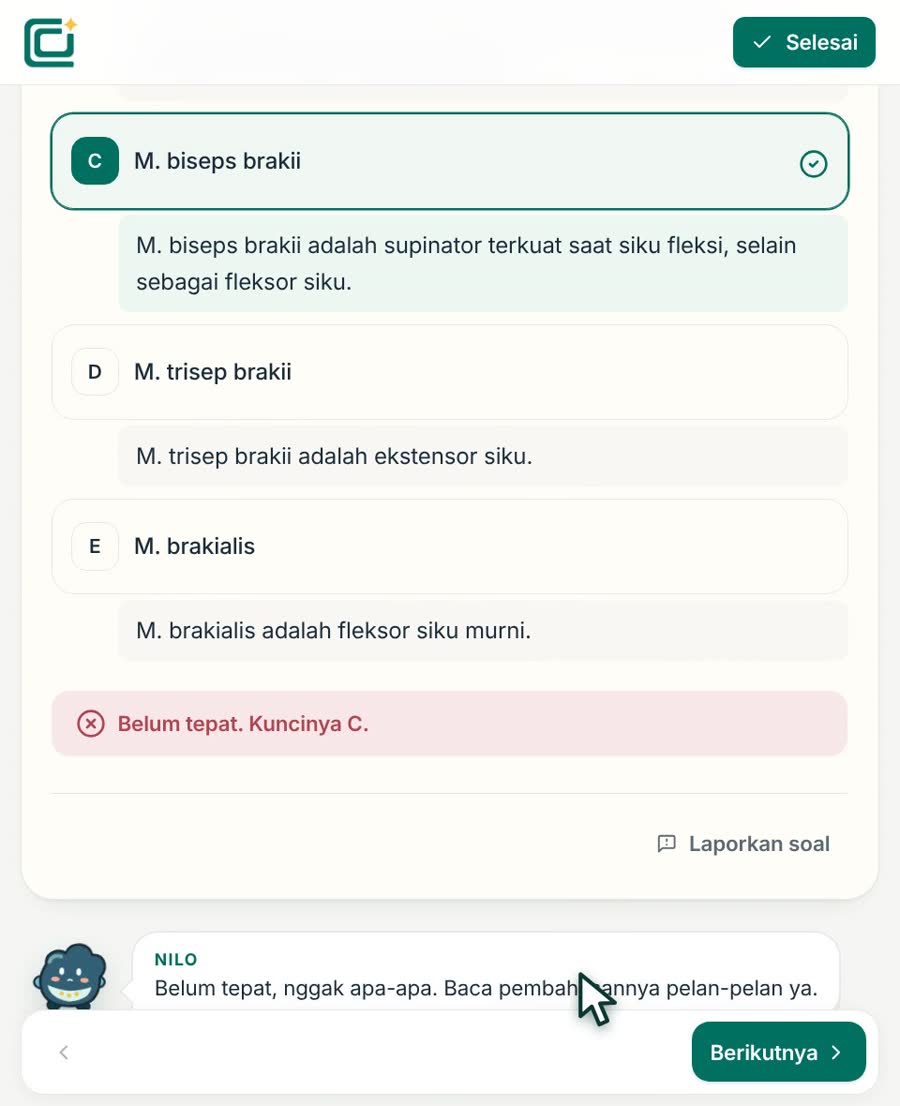 Selesai
C
M. biseps brakii
M. biseps brakii adalah supinator terkuat saat siku fleksi, selain
sebagai fleksor siku.
D
M. trisep brakii
M. trisep brakii adalah ekstensor siku.
E
M. brakialis
M. brakialis adalah fleksor siku murni.
Belum tepat. Kuncinya C.
Laporkan soal
NILO
Belum tepat, nggak apa-apa. Baca pelan-pelan ya.
Berikutnya